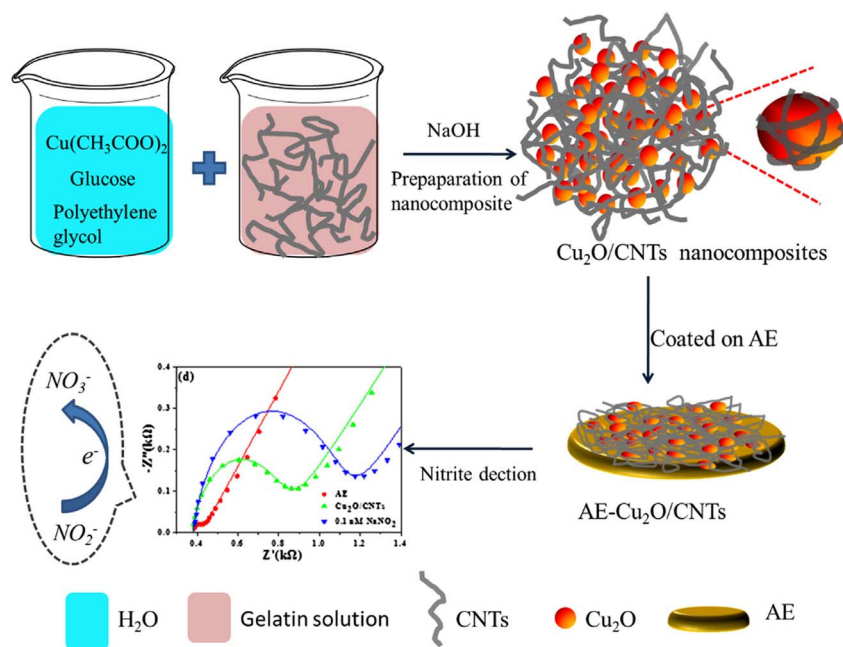 Cu(CH₃COO)₂
Glucose
Polyethylene
glycol
NaOH
Prepaparation of
nanocomposite
Cu₂O/CNTs nanocomposites
Coated on AE
AE-Cu₂O/CNTs
Nitrite dection
(d)
-Z''(kΩ)
0.4
0.3
0.2
0.1
0.0
AE
Cu₂O/CNTs
0.1 nM NaNO₂
0.4 0.6 0.8 1.0 1.2 1.4
Z'(kΩ)
NO₃⁻
e⁻
NO₂⁻
H₂O
Gelatin solution
CNTs
Cu₂O
AE